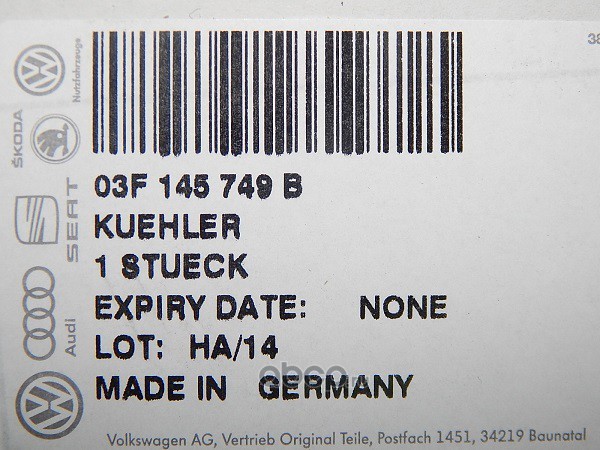 38
Nutzfahrzeuge
ŠKODA
SEAT
Audi
03F 145 749 B
KUEHLER
1 STUECK
EXPIRY DATE: NONE
LOT: HA/14
MADE IN GERMANY
Volkswagen AG, Vertrieb Original Teile, Postfach 1451, 34219 Baunatal